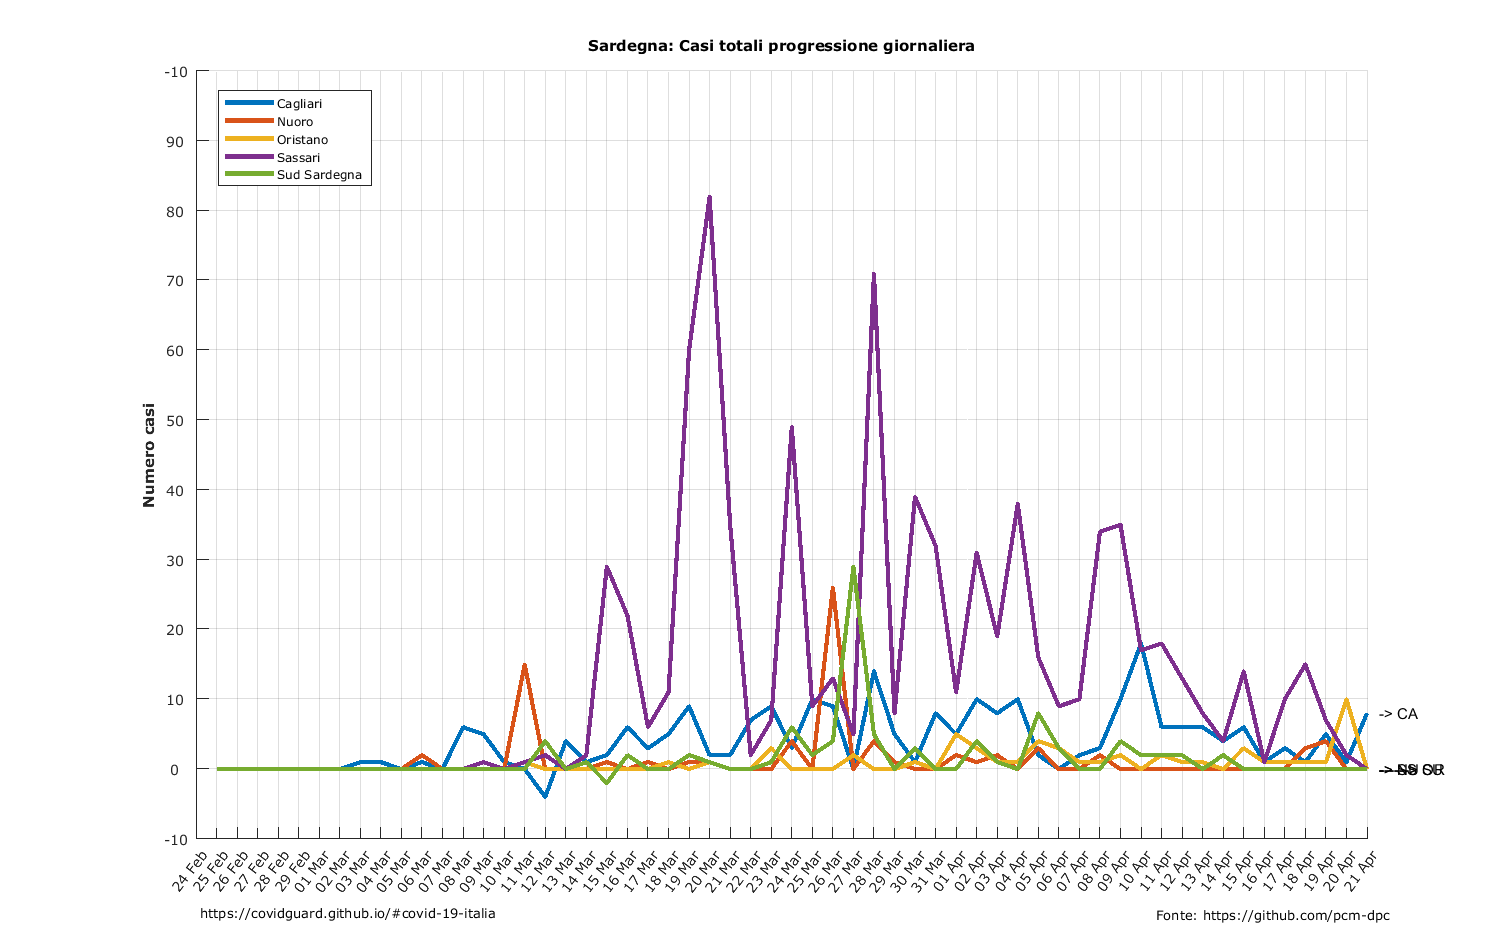 Sardegna: Casi totali progressione giornaliera
-10
90
80
70
60
50
40
30
20
10
0
-10
Numero casi
Cagliari
Nuoro
Oristano
Sassari
Sud Sardegna
-> CA
24 Feb
25 Feb
26 Feb
27 Feb
28 Feb
29 Feb
01 Mar
02 Mar
03 Mar
04 Mar
05 Mar
06 Mar
07 Mar
08 Mar
09 Mar
10 Mar
11 Mar
12 Mar
13 Mar
14 Mar
15 Mar
16 Mar
17 Mar
18 Mar
19 Mar
20 Mar
21 Mar
22 Mar
23 Mar
24 Mar
25 Mar
26 Mar
27 Mar
28 Mar
29 Mar
30 Mar
31 Mar
01 Apr
02 Apr
03 Apr
04 Apr
05 Apr
06 Apr
07 Apr
08 Apr
09 Apr
10 Apr
11 Apr
12 Apr
13 Apr
14 Apr
15 Apr
16 Apr
17 Apr
18 Apr
19 Apr
20 Apr
21 Apr
https://covidguard.github.io/#covid-19-italia
Fonte: https://github.com/pcm-dpc